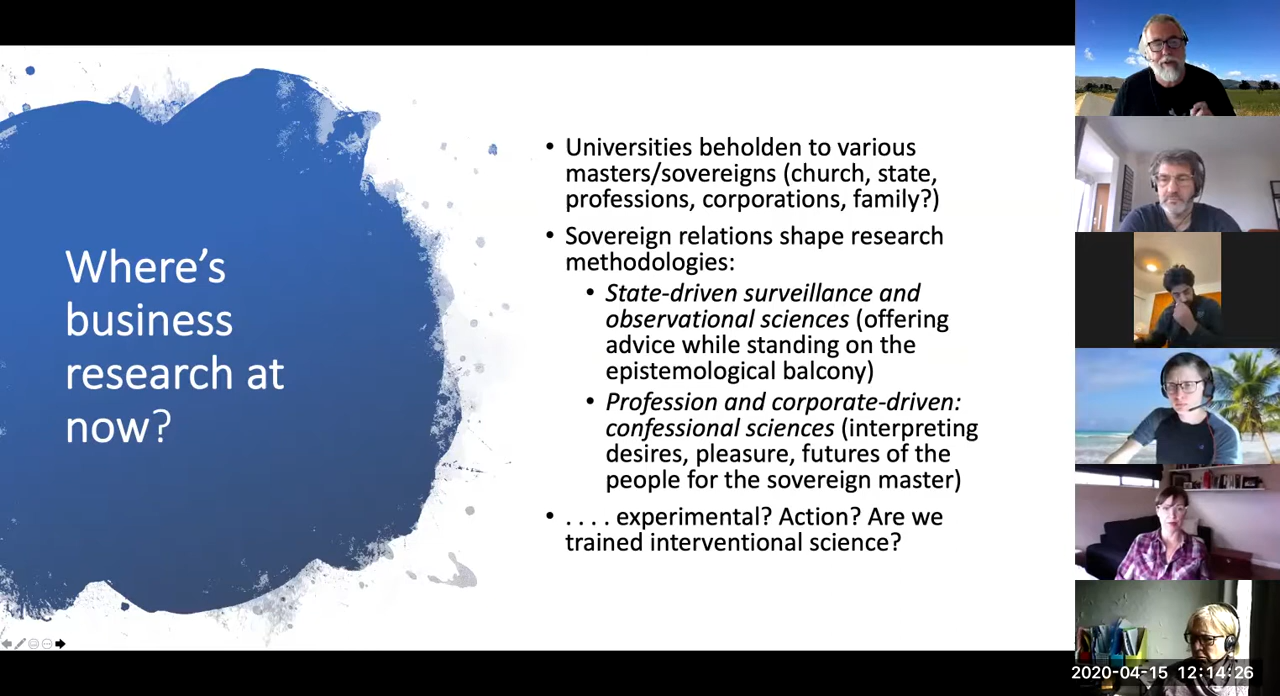 Where's
business
research at
now?
• Universities beholden to various
masters/sovereigns (church, state,
professions, corporations, family?)
• Sovereign relations shape research
methodologies:
• State-driven surveillance and
observational sciences (offering
advice while standing on the
epistemological balcony)
• Profession and corporate-driven:
confessional sciences (interpreting
desires, pleasure, futures of the
people for the sovereign master)
• . . . . experimental? Action? Are we
trained interventional science?
2020-04-15 12:14:26